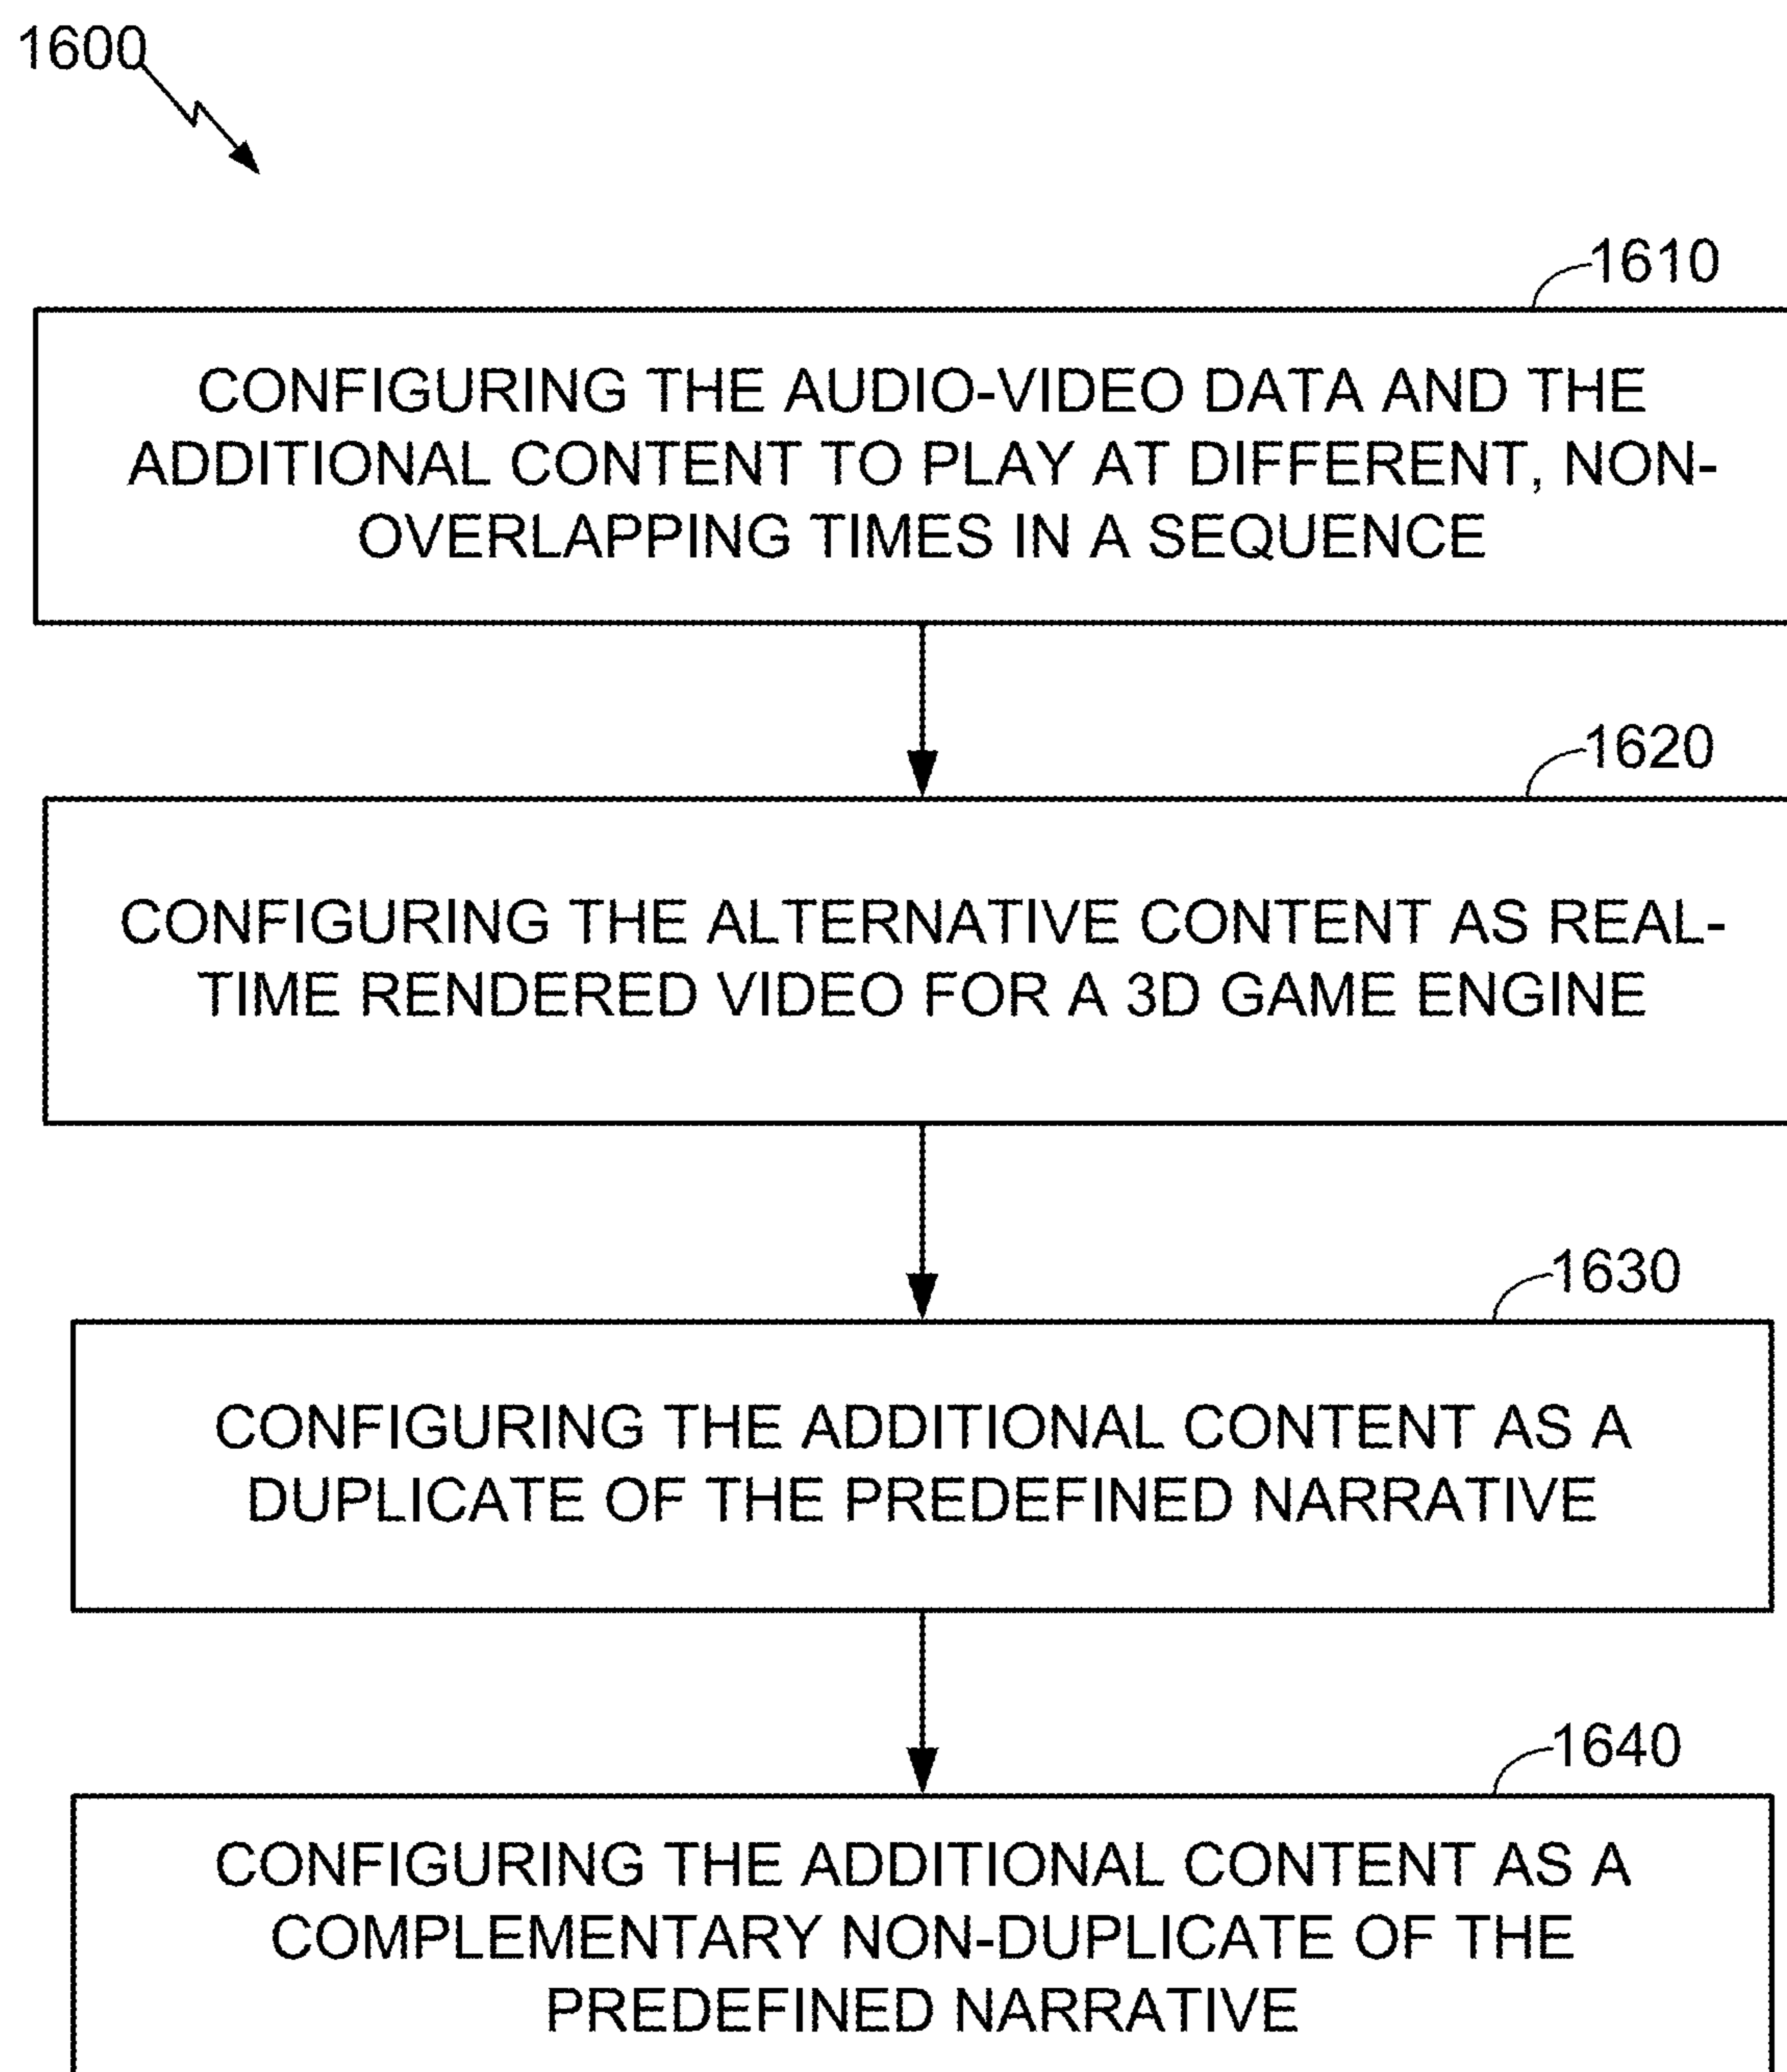 1600
1610
CONFIGURING THE AUDIO-VIDEO DATA AND THE
ADDITIONAL CONTENT TO PLAY AT DIFFERENT, NON-
OVERLAPPING TIMES IN A SEQUENCE
1620
CONFIGURING THE ALTERNATIVE CONTENT AS REAL-
TIME RENDERED VIDEO FOR A 3D GAME ENGINE
1630
CONFIGURING THE ADDITIONAL CONTENT AS A
DUPLICATE OF THE PREDEFINED NARRATIVE
1640
CONFIGURING THE ADDITIONAL CONTENT AS A
COMPLEMENTARY NON-DUPLICATE OF THE
PREDEFINED NARRATIVE